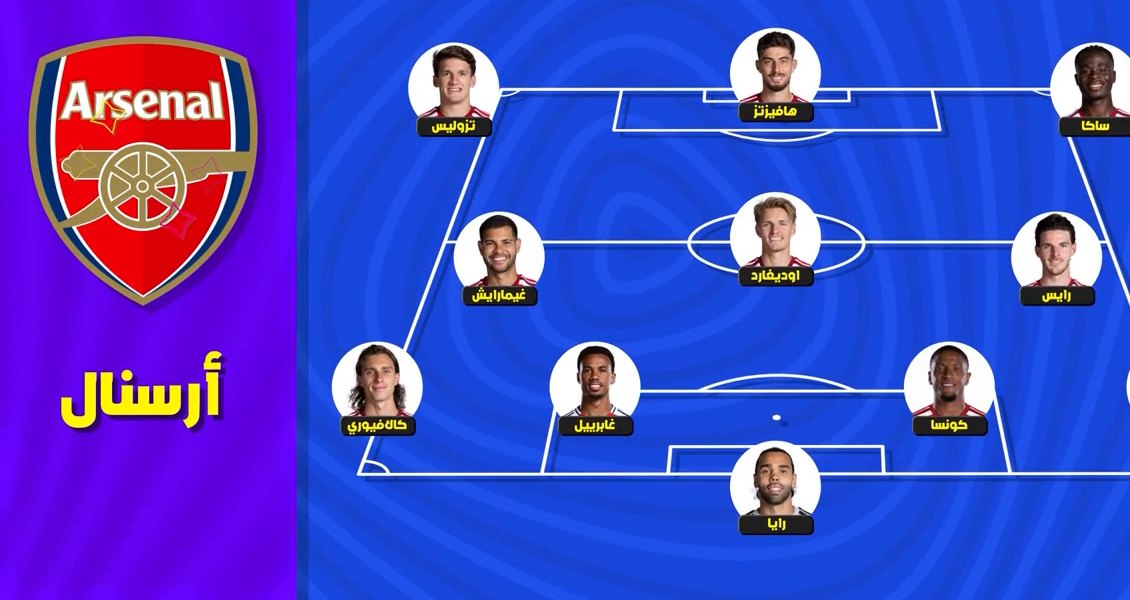 Arsenal
أرسنال
تزوليس
هافيرتز
ساكا
غيمارايش
اوديغارد
رايس
كالافيوري
غابرييل
كونسا
رايا